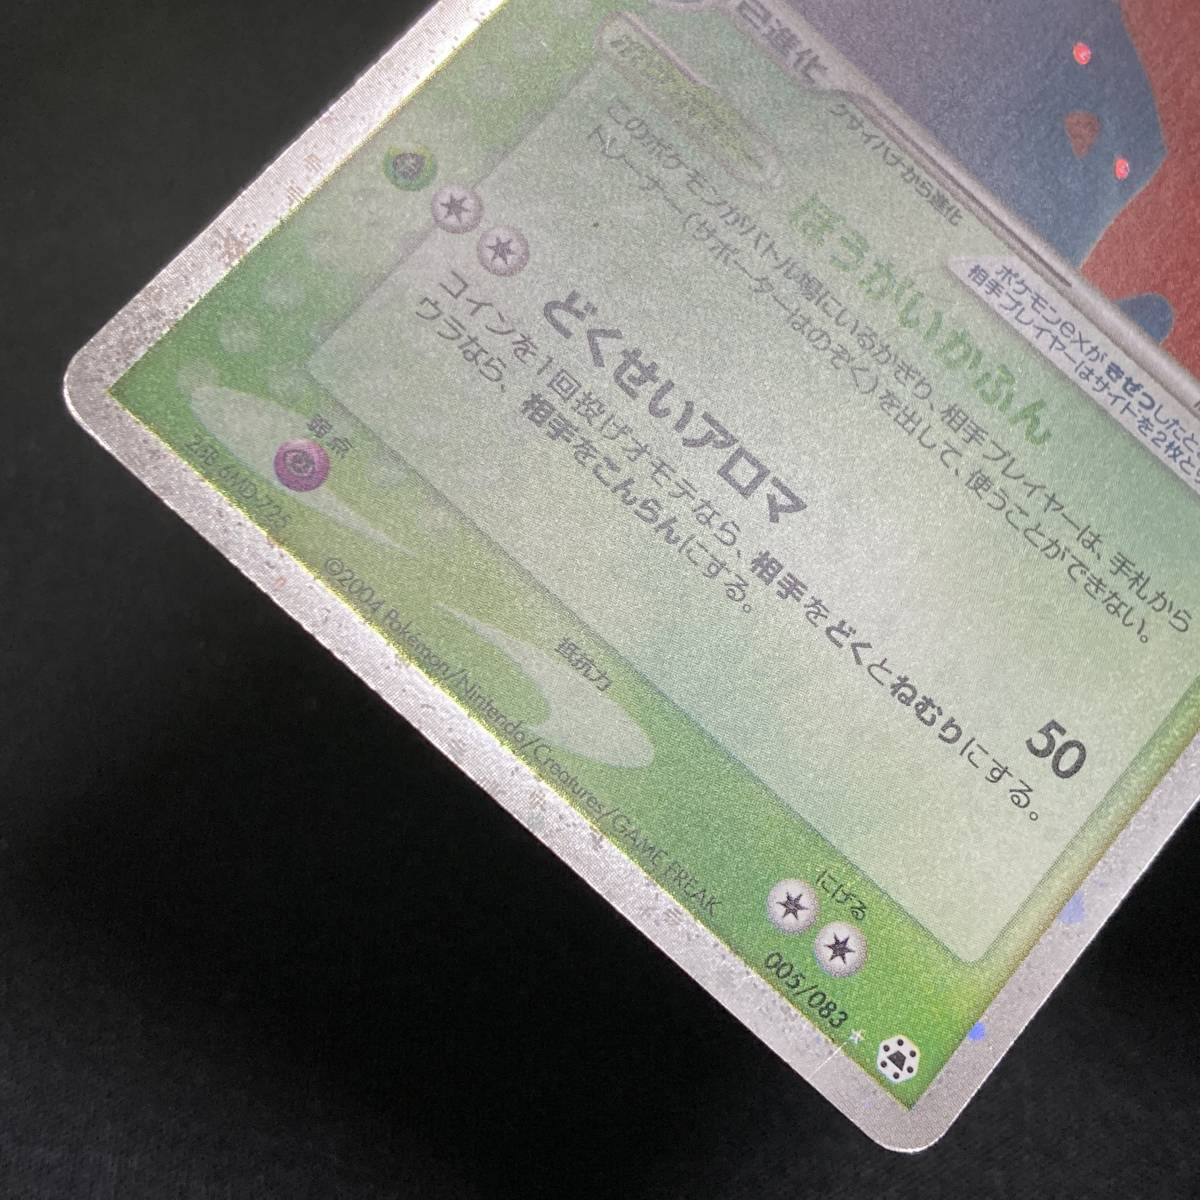 己進化
クサイハナから進化
ポケモンexがきぜつしたと
相手プレイヤーはサイドを2枚と
ぼうがいかふん
このポケモンがバトル場にいるかぎり、相手プレイヤーは、手札から
トレーナー(サポーターはのぞく)を出して、使うことができない。
どくせいアロマ 50
コインを1回投げオモテなら、相手をどくとねむりにする。
ウラなら、相手をこんらんにする。
弱点
抵抗力
にげる
266-6MD-725
©2004 Pokémon/Nintendo/Creatures/GAME FREAK
005/083